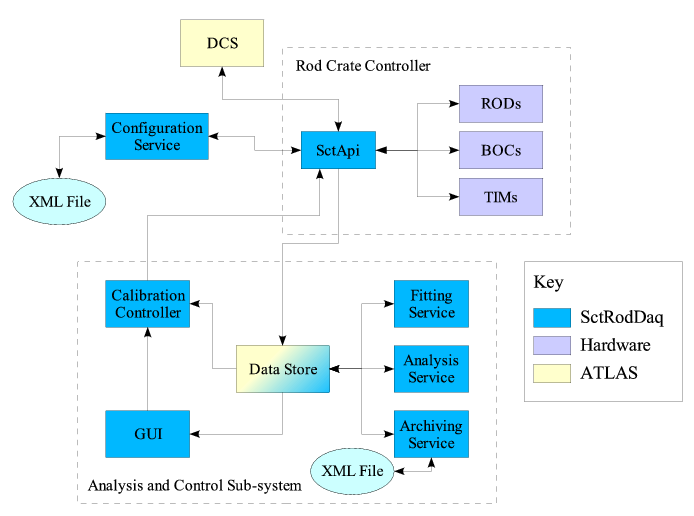 DCS
Rod Crate Controller
RODs
Configuration
Service
SctApi
BOCs
XML File
TIMs
Calibration
Controller
Fitting
Service
Key
SctRodDaq
Hardware
ATLAS
Data Store
Analysis
Service
GUI
Archiving
Service
XML File
Analysis and Control Sub-system